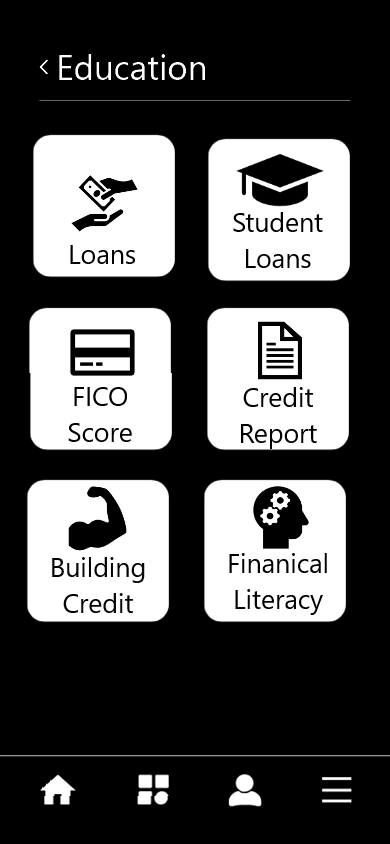 Education
Loans
Student
Loans
FICO
Score
Credit
Report
Building
Credit
Finanical
Literacy